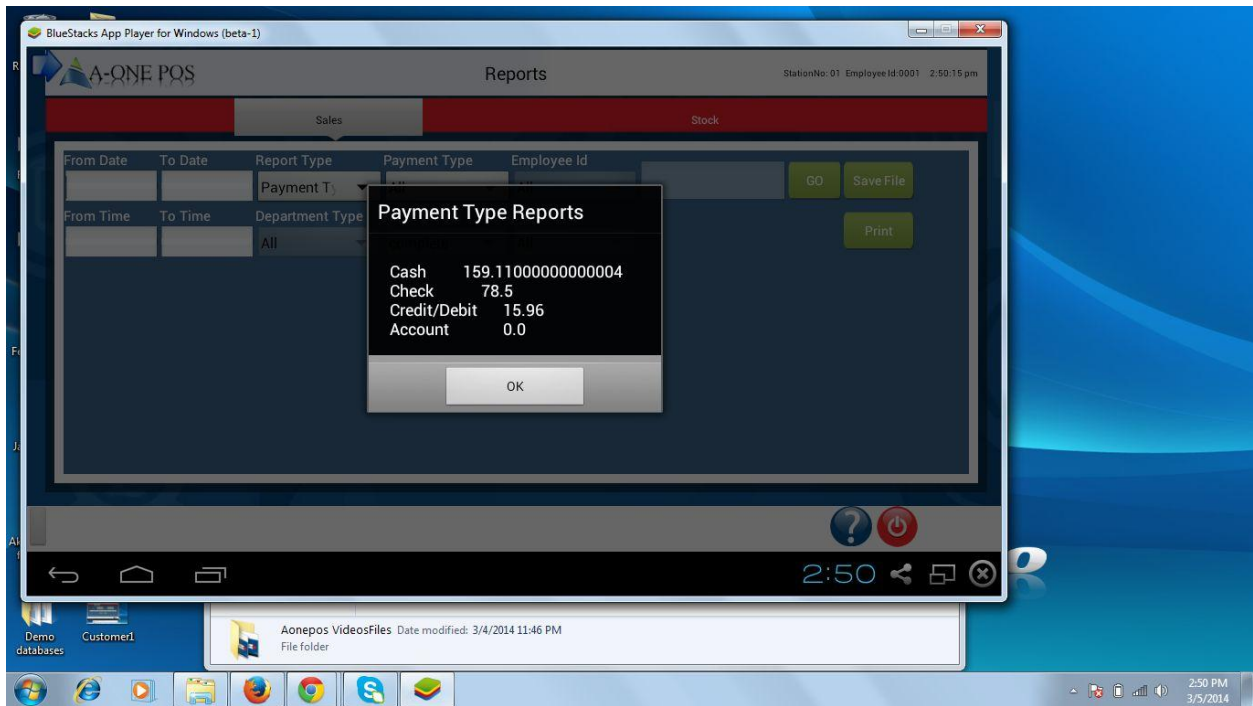 BlueStacks App Player for Windows (beta-1)
A-ONE POS
Reports
StationNo: 01 Employee Id:0001 2:50:15 pm
Sales
Stock
From Date To Date Report Type Payment Type Employee Id
Payment Ty
GO
Save File
From Time To Time Department Type
All
Print
Payment Type Reports
Cash 159.11000000000004
Check 78.5
Credit/Debit 15.96
Account 0.0
OK
?
2:50
Demo databases
Customer1
Aonepos VideosFiles Date modified: 3/4/2014 11:46 PM
File folder
2:50 PM
3/5/2014